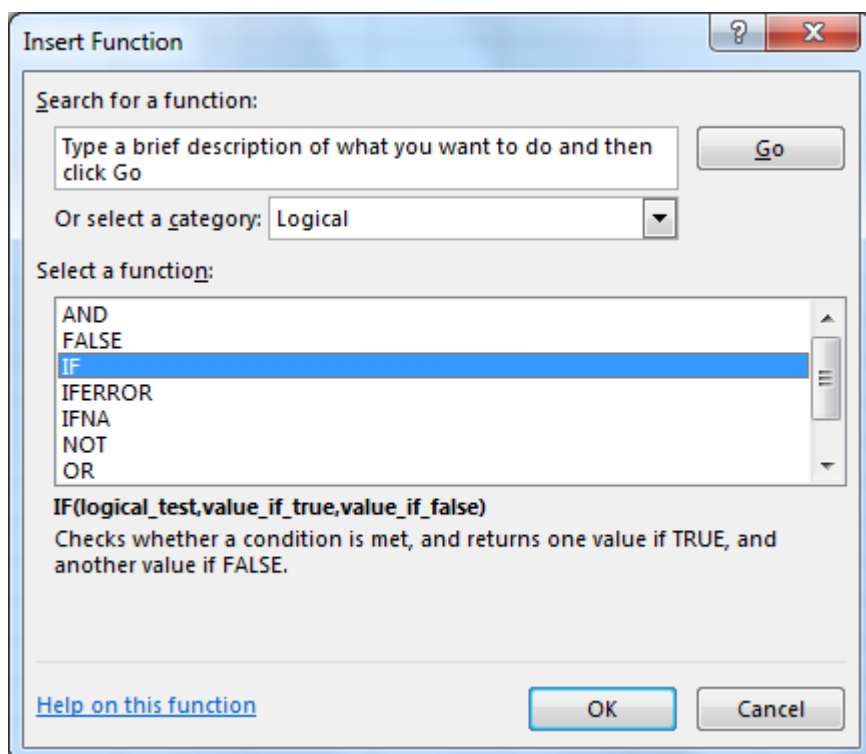 Insert Function
Search for a function:
Type a brief description of what you want to do and then
click Go
Go
Or select a category: Logical
Select a function:
AND
FALSE
IF
IFERROR
IFNA
NOT
OR
IF(logical_test,value_if_true,value_if_false)
Checks whether a condition is met, and returns one value if TRUE, and
another value if FALSE.
Help on this function
OK
Cancel